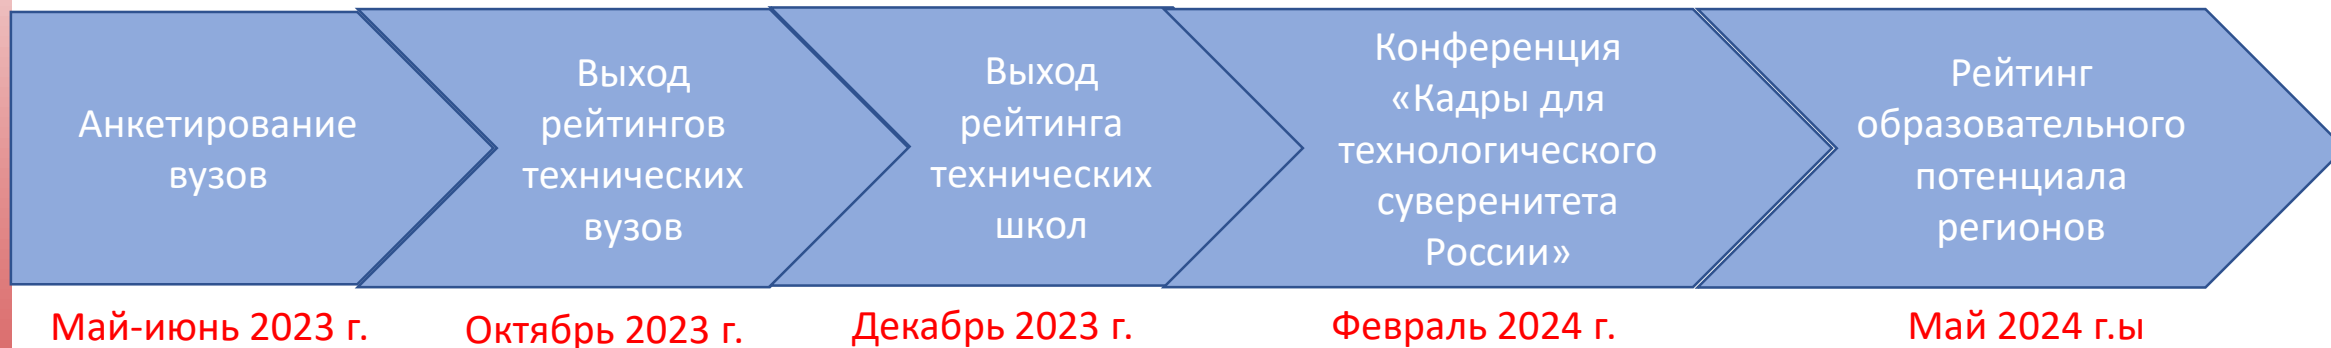 Анкетирование
вузов
Выход
рейтингов
технических
вузов
Выход
рейтинга
технических
школ
Конференция
«Кадры для
технологического
суверенитета
России»
Рейтинг
образовательного
потенциала
регионов
Май-июнь 2023 г.
Октябрь 2023 г.
Декабрь 2023 г.
Февраль 2024 г.
Май 2024 г.ы